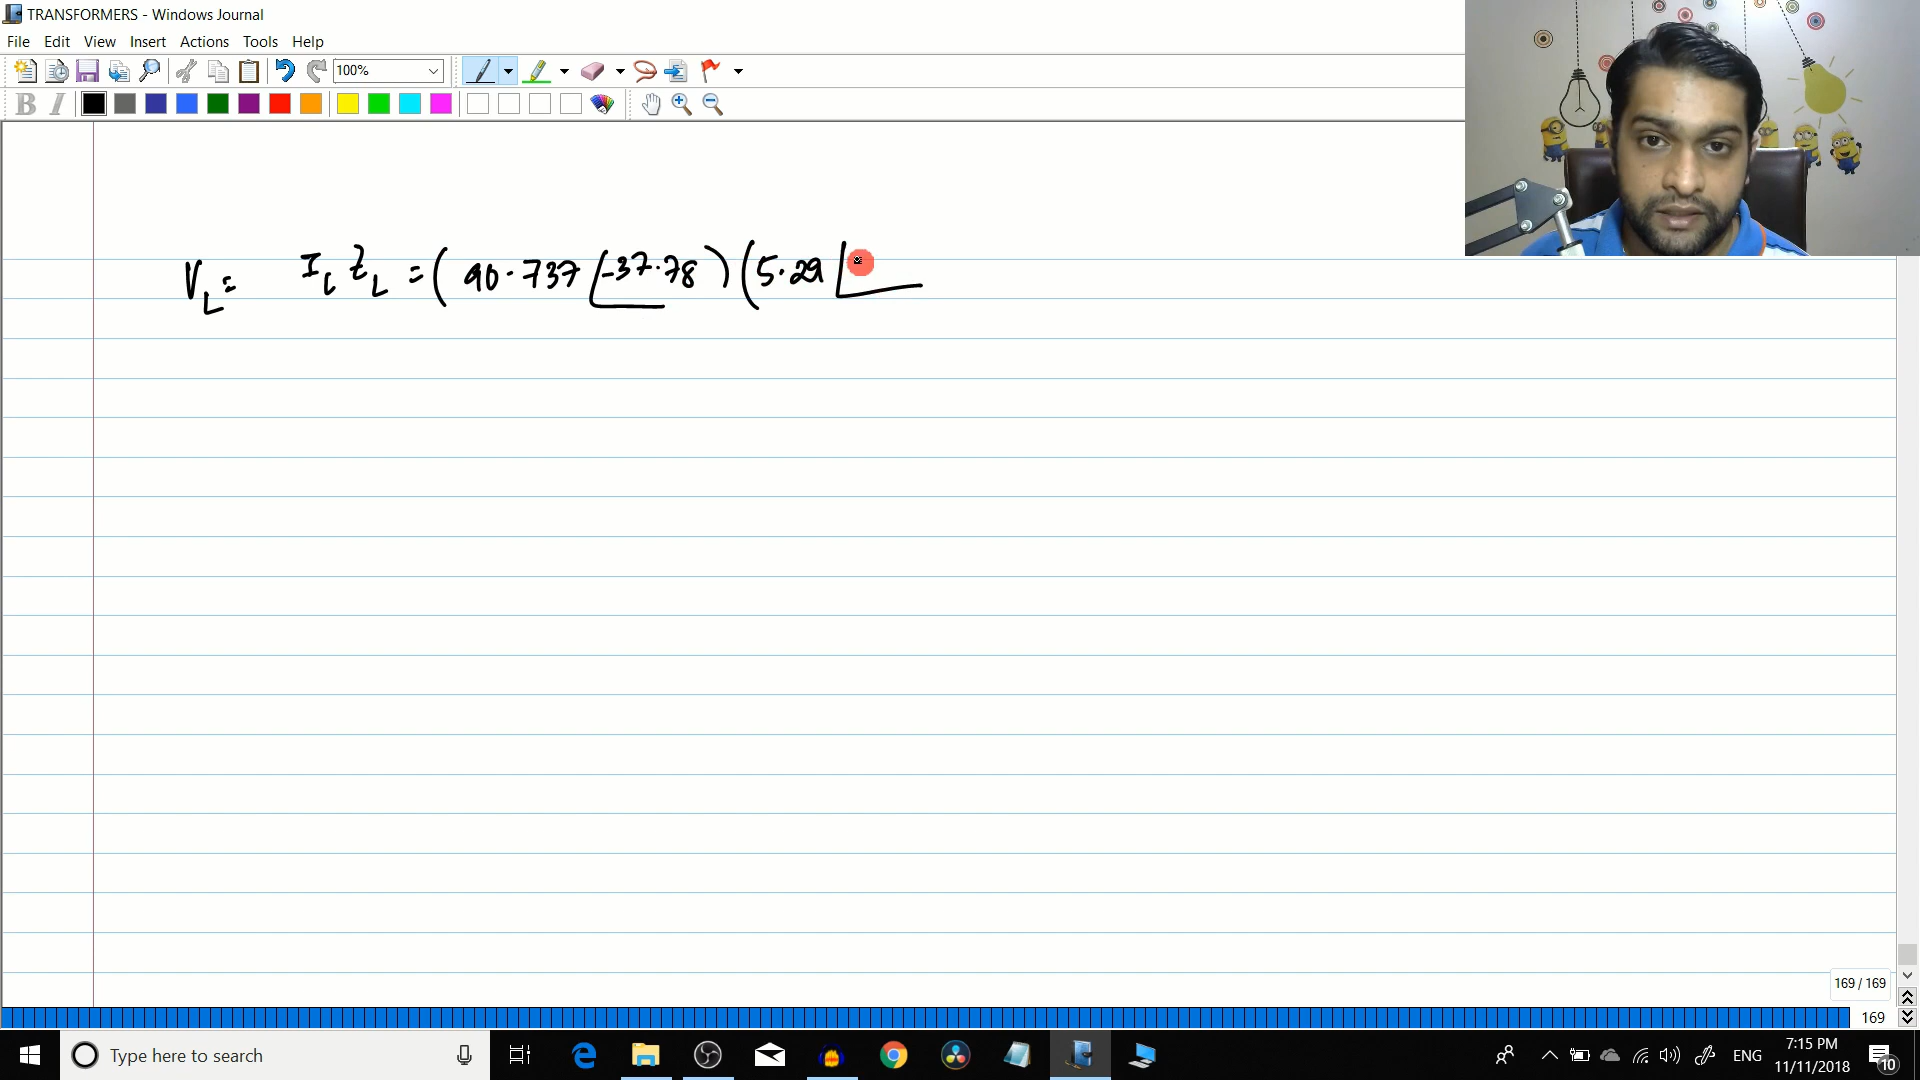 TRANSFORMERS - Windows Journal
File Edit View Insert Actions Tools Help
100%
B I
V_L = I_L Z_L = ( 90.737 ∠-37.78 ) ( 5.29 ∠
169 / 169
169
Type here to search
ENG
7:15 PM
11/11/2018
10